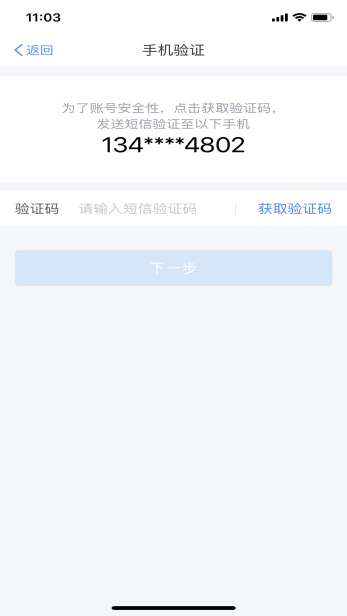 11:03
返回
手机验证
为了账号安全性，点击获取验证码，
发送短信验证至以下手机
134****4802
验证码 请输入短信验证码 获取验证码
下一步